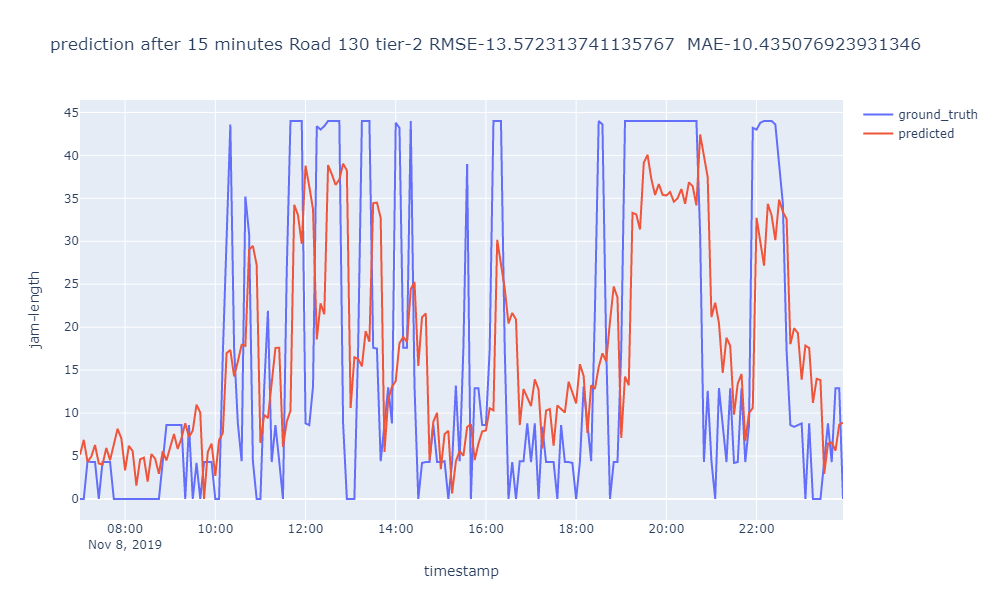 prediction after 15 minutes Road 130 tier-2 RMSE-13.572313741135767  MAE-10.435076923931346
ground_truth
predicted
45
40
35
30
25
20
15
10
5
0
jam-length
08:00 10:00 12:00 14:00 16:00 18:00 20:00 22:00
Nov 8, 2019
timestamp